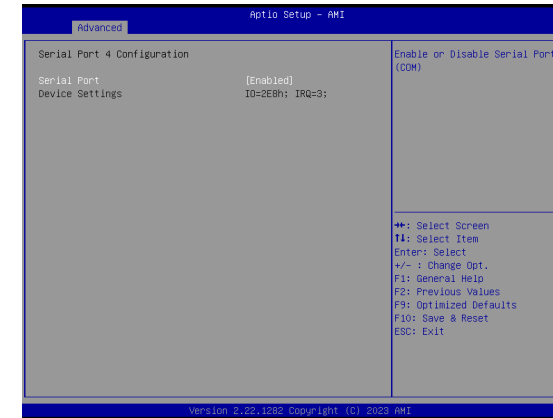 Aptio Setup - AMI
Advanced
Serial Port 4 Configuration
Serial Port [Enabled]
Device Settings IO=2E8h; IRQ=3;
Enable or Disable Serial Port
(COM)
→←: Select Screen
↑↓: Select Item
Enter: Select
+/- : Change Opt.
F1: General Help
F2: Previous Values
F9: Optimized Defaults
F10: Save & Reset
ESC: Exit
Version 2.22.1282 Copyright (C) 2023 AMI